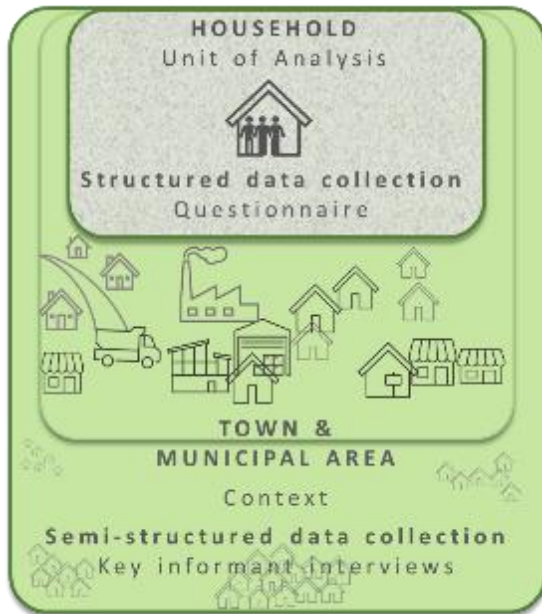 HOUSEHOLD
Unit of Analysis
Structured data collection
Questionnaire
TOWN &
MUNICIPAL AREA
Context
Semi-structured data collection
Key informant interviews